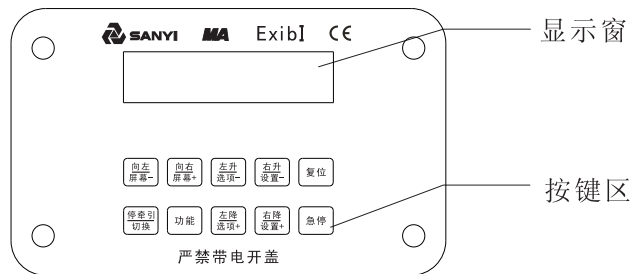 SANYI MA ExibI CE
显示窗
向左 向右 左升 右升 复位
屏幕- 屏幕+ 选项- 设置-
按键区
停牵引 功能 左降 右降 急停
切换 选项+ 设置+
严禁带电开盖